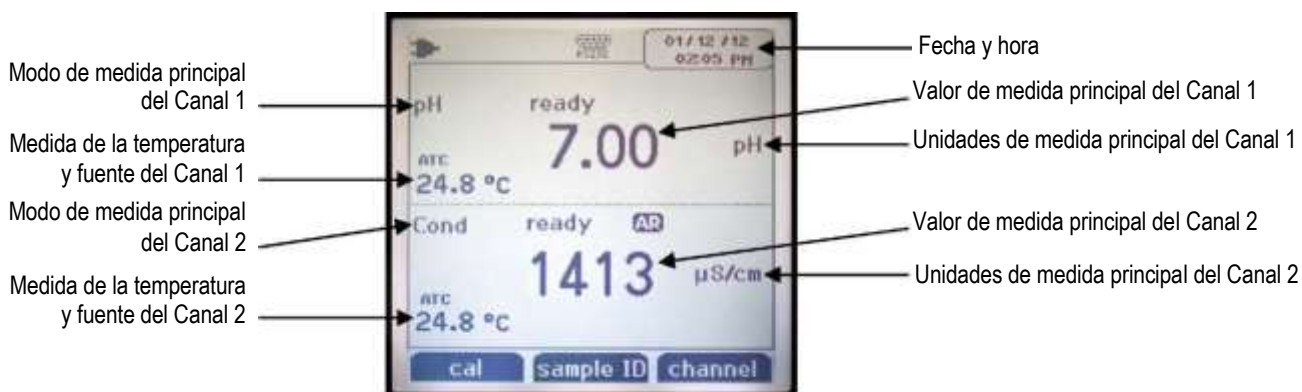 Modo de medida principal
del Canal 1
Medida de la temperatura
y fuente del Canal 1
Modo de medida principal
del Canal 2
Medida de la temperatura
y fuente del Canal 2
01/12/12
02:05 PM
pH ready
7.00 pH
ATC
24.8 °C
Cond ready AR
1413 µS/cm
ATC
24.8 °C
cal sample ID channel
Fecha y hora
Valor de medida principal del Canal 1
Unidades de medida principal del Canal 1
Valor de medida principal del Canal 2
Unidades de medida principal del Canal 2